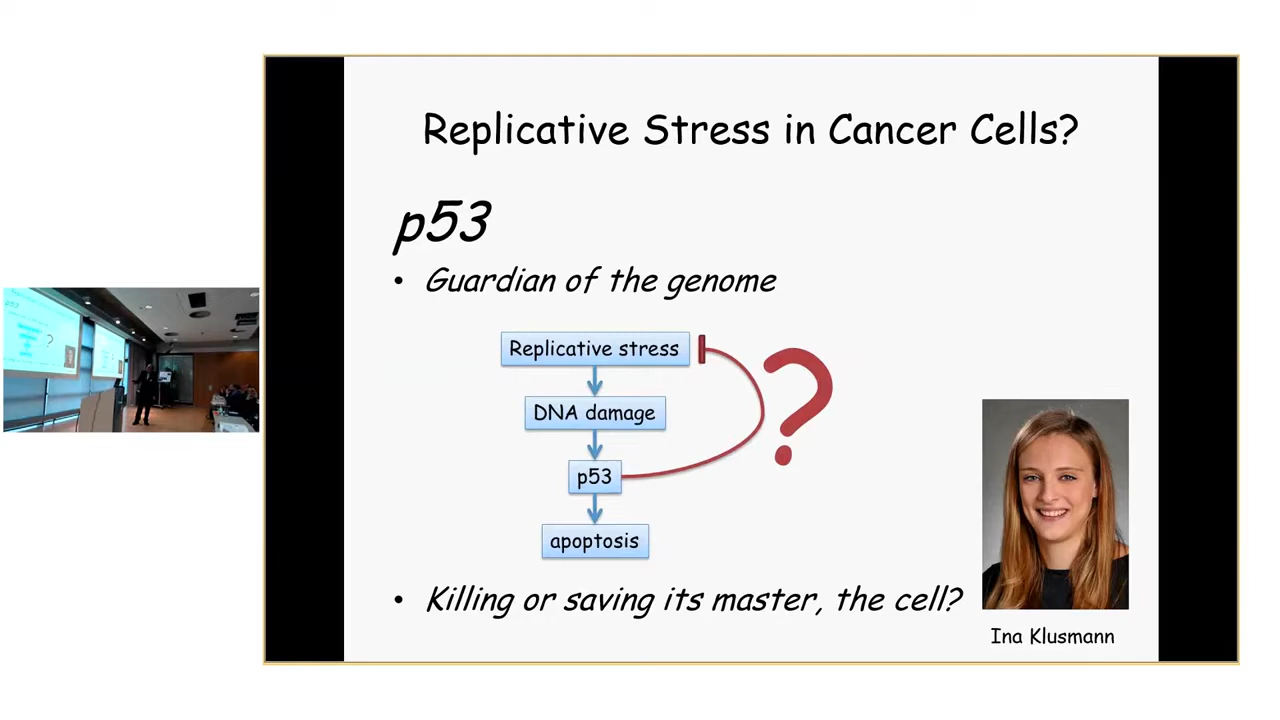 Replicative Stress in Cancer Cells?
p53
• Guardian of the genome
Replicative stress
DNA damage
p53
apoptosis
?
• Killing or saving its master, the cell?
Ina Klusmann